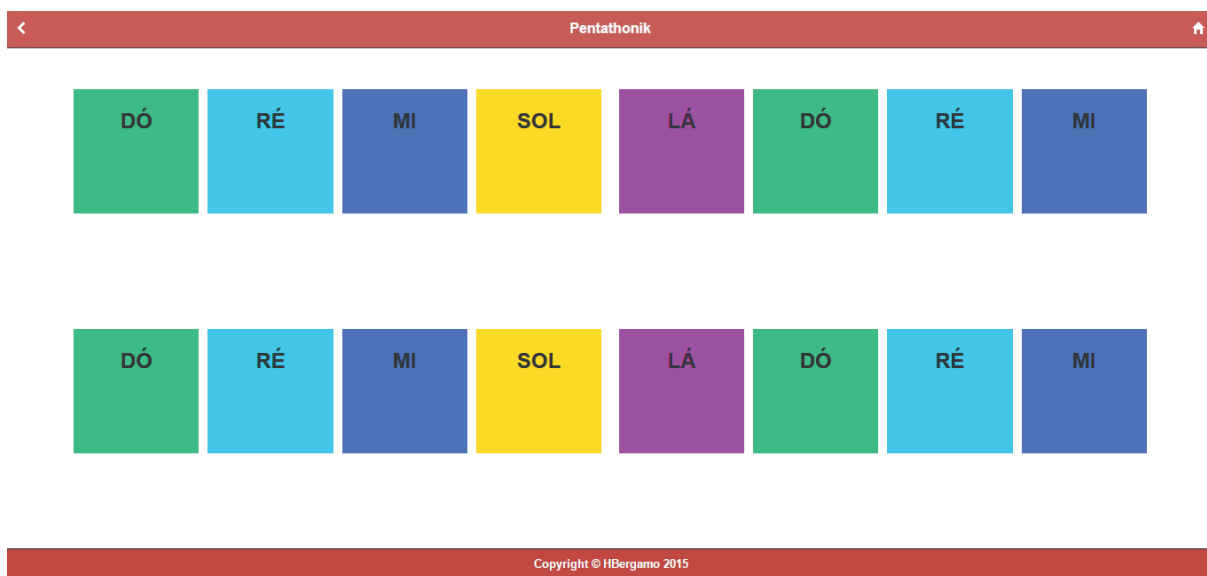 Pentathonik
DÓ RÉ MI SOL LÁ DÓ RÉ MI
DÓ RÉ MI SOL LÁ DÓ RÉ MI
Copyright © HBergamo 2015